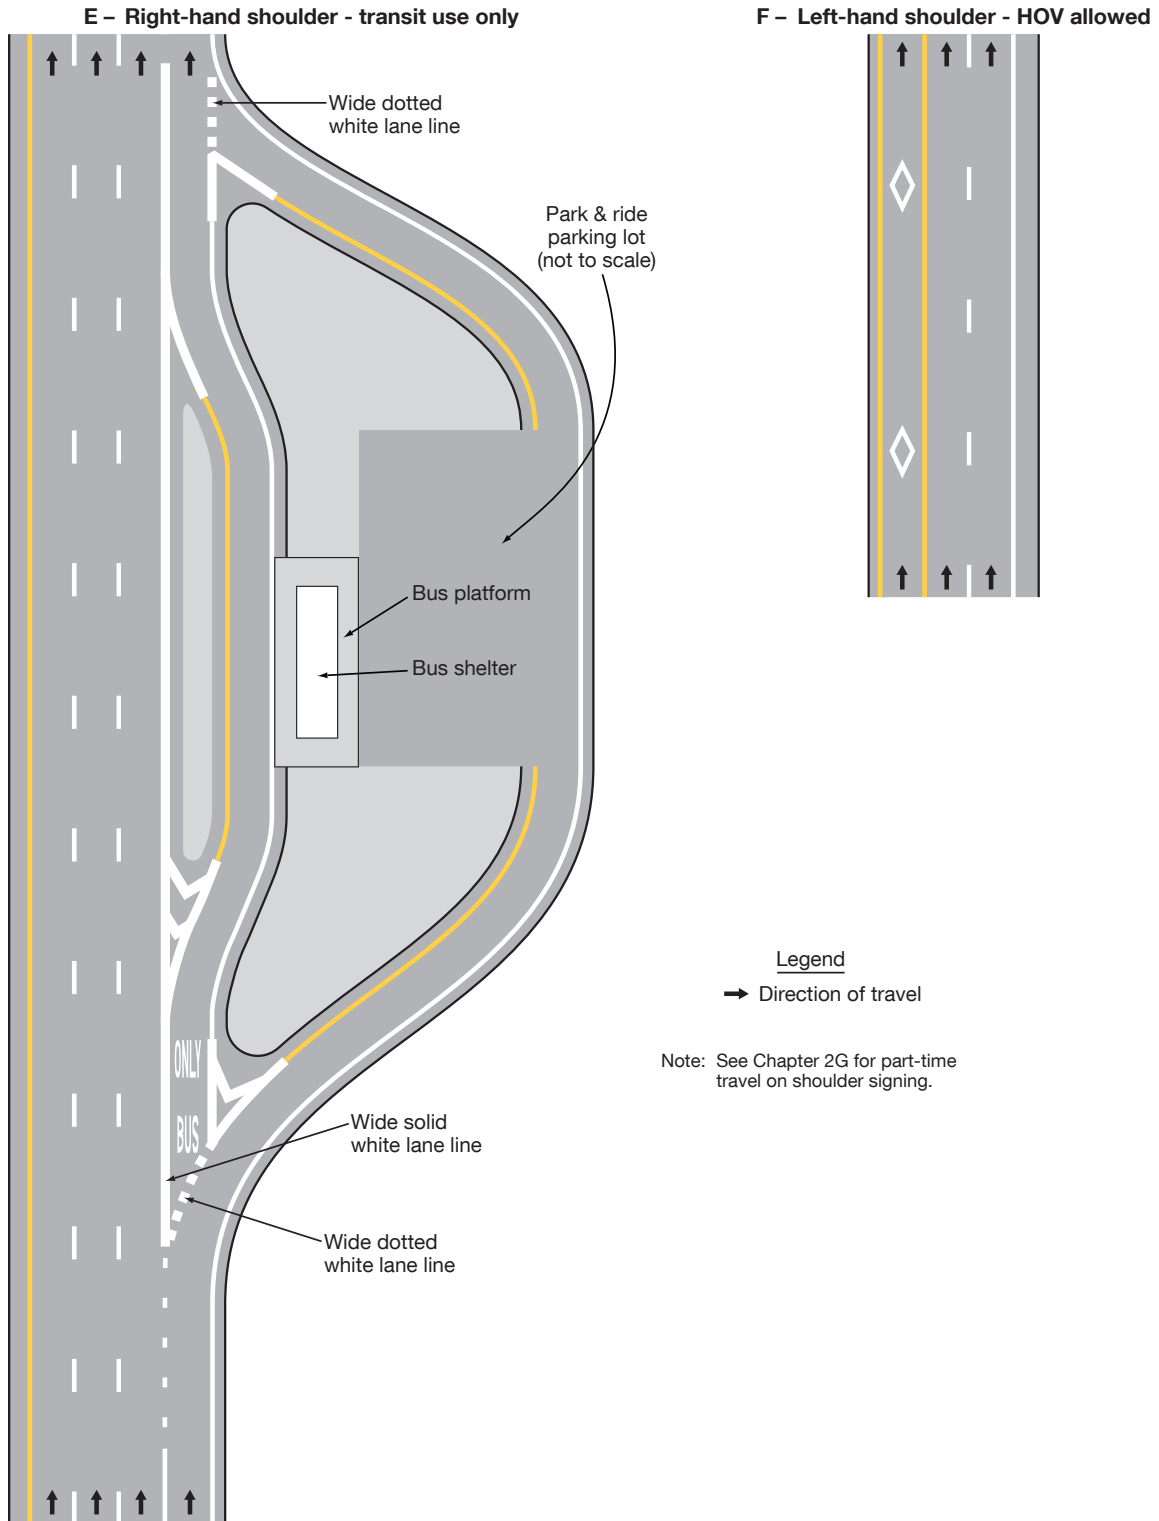 E – Right-hand shoulder - transit use only
F – Left-hand shoulder - HOV allowed
Wide dotted
white lane line
Park & ride
parking lot
(not to scale)
Bus platform
Bus shelter
Legend
Direction of travel
Note: See Chapter 2G for part-time
travel on shoulder signing.
ONLY
BUS
Wide solid
white lane line
Wide dotted
white lane line